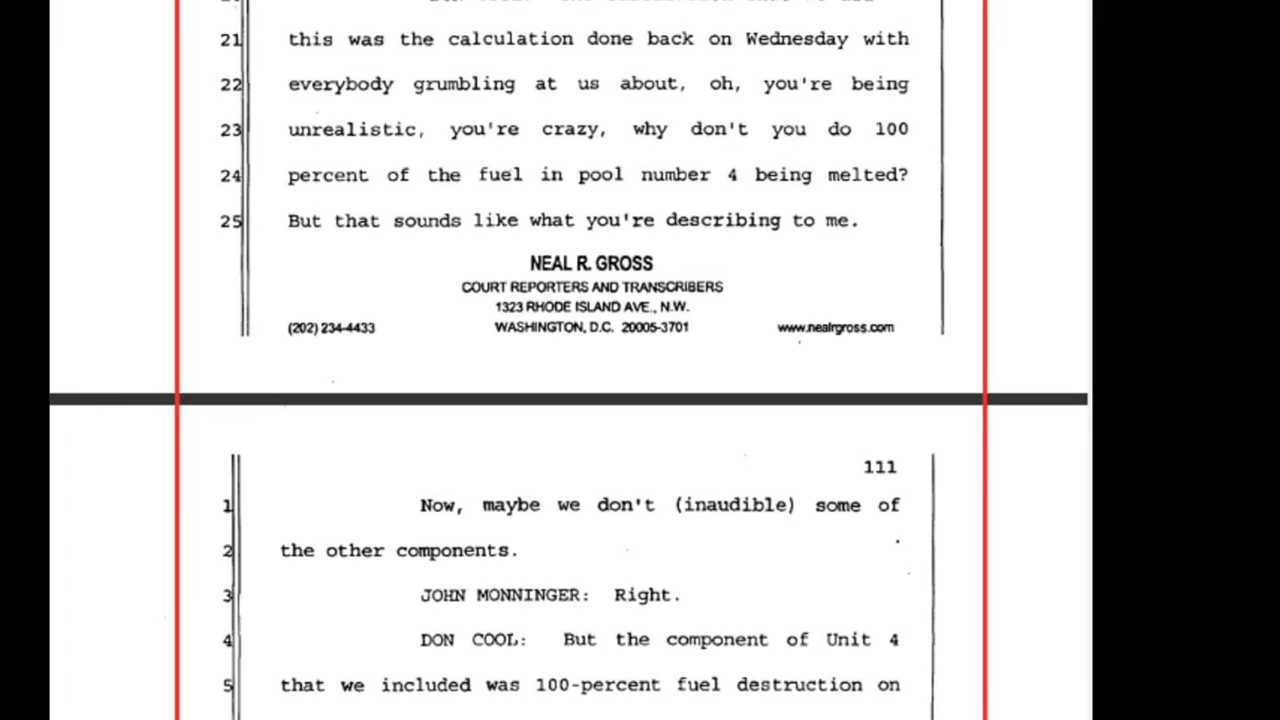 21 this was the calculation done back on Wednesday with
22 everybody grumbling at us about, oh, you're being
23 unrealistic, you're crazy, why don't you do 100
24 percent of the fuel in pool number 4 being melted?
25 But that sounds like what you're describing to me.
NEAL R. GROSS
COURT REPORTERS AND TRANSCRIBERS
1323 RHODE ISLAND AVE., N.W.
(202) 234-4433 WASHINGTON, D.C. 20005-3701 www.nealrgross.com
111
1 Now, maybe we don't (inaudible) some of
2 the other components.
3 JOHN MONNINGER: Right.
4 DON COOL: But the component of Unit 4
5 that we included was 100-percent fuel destruction on